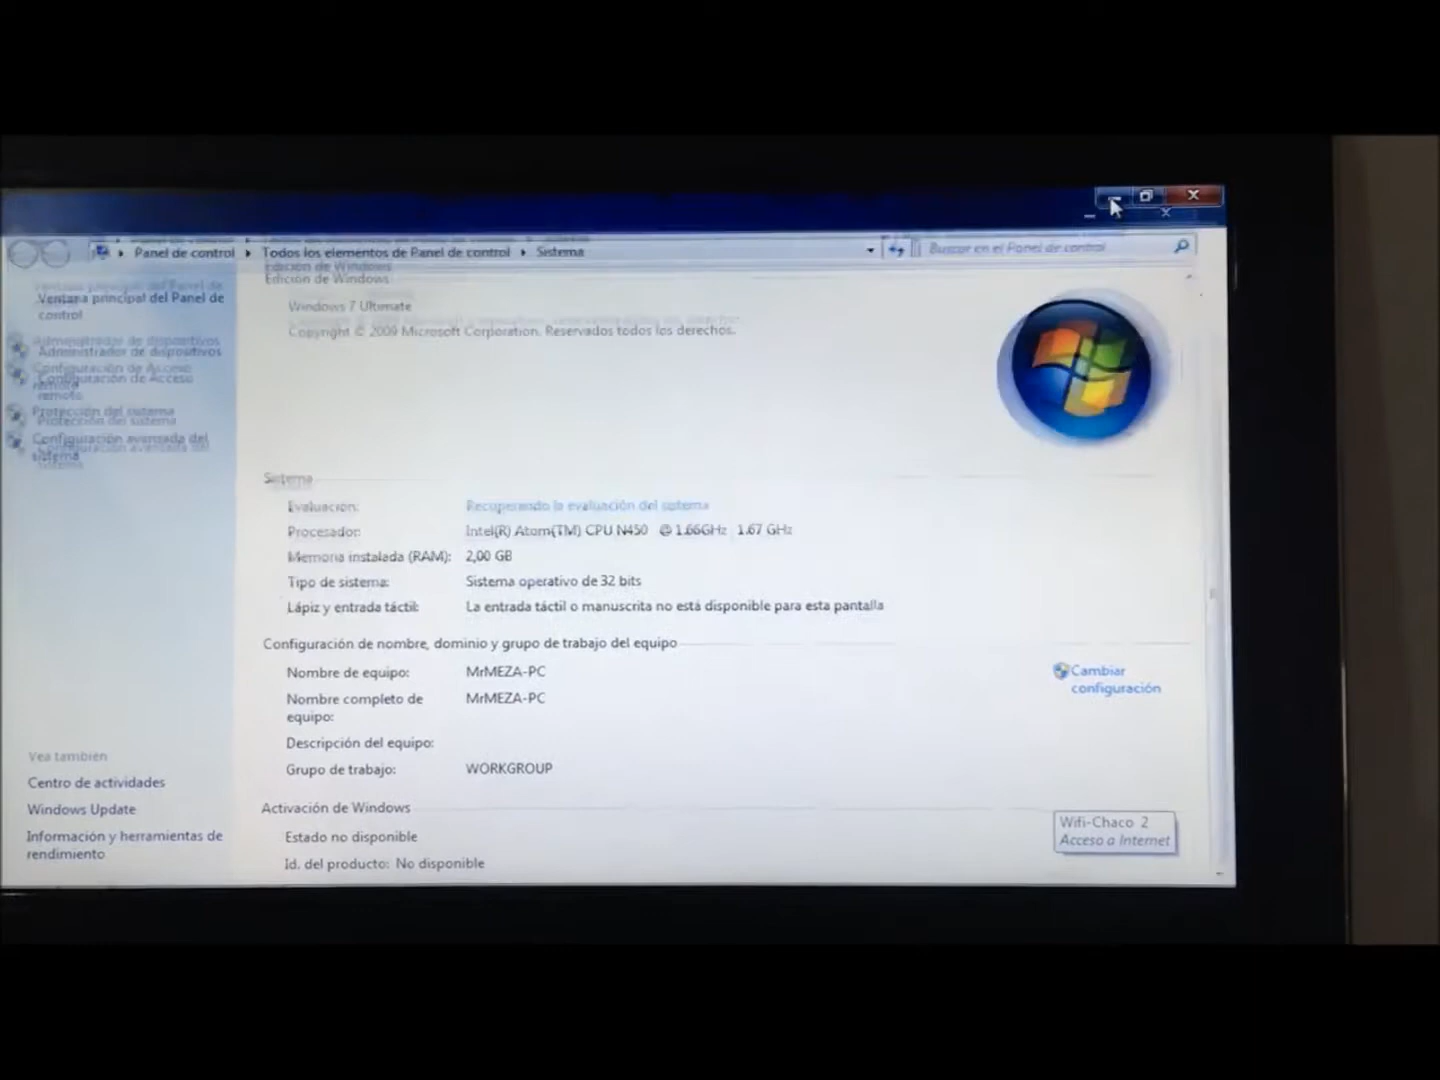 Panel de control
Todos los elementos de Panel de control
Sistema
Buscar en el Panel de control
Ventana principal del Panel de
control
Administrador de dispositivos
Configuración de Acceso
remoto
Protección del sistema
Configuración avanzada del
sistema
Edición de Windows
Windows 7 Ultimate
Copyright © 2009 Microsoft Corporation. Reservados todos los derechos.
Sistema
Evaluación: Recuperando la evaluación del sistema
Procesador: Intel(R) Atom(TM) CPU N450 @ 1.66GHz 1.67 GHz
Memoria instalada (RAM): 2,00 GB
Tipo de sistema: Sistema operativo de 32 bits
Lápiz y entrada táctil: La entrada táctil o manuscrita no está disponible para esta pantalla
Configuración de nombre, dominio y grupo de trabajo del equipo
Nombre de equipo: MrMEZA-PC
Cambiar
configuración
Nombre completo de
equipo: MrMEZA-PC
Descripción del equipo:
Grupo de trabajo: WORKGROUP
Activación de Windows
Estado no disponible
Id. del producto: No disponible
Vea también
Centro de actividades
Windows Update
Información y herramientas de
rendimiento
Wifi-Chaco 2
Acceso a Internet